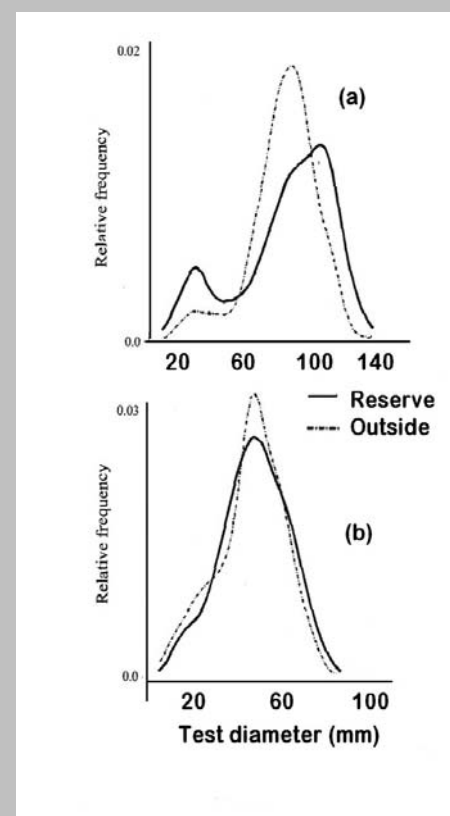 0.02
(a)
Relative frequency
0.0
20 60 100 140
Reserve
Outside
0.03
(b)
Relative frequency
0.0
20 60 100
Test diameter (mm)